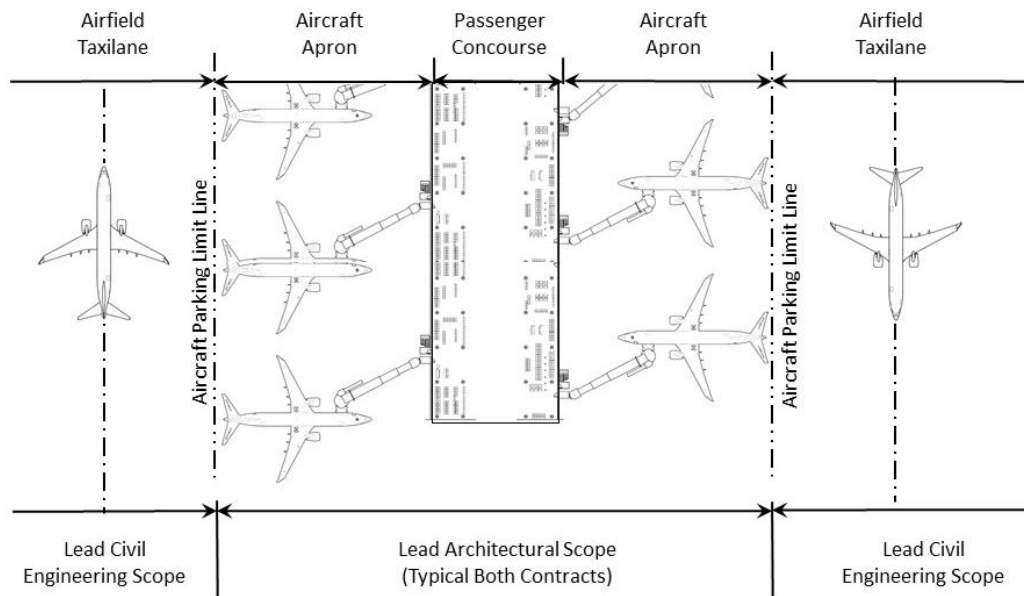 Airfield
Taxilane
Aircraft
Apron
Passenger
Concourse
Aircraft
Apron
Airfield
Taxilane
Aircraft Parking Limit Line
Aircraft Parking Limit Line
Lead Civil
Engineering Scope
Lead Architectural Scope
(Typical Both Contracts)
Lead Civil
Engineering Scope